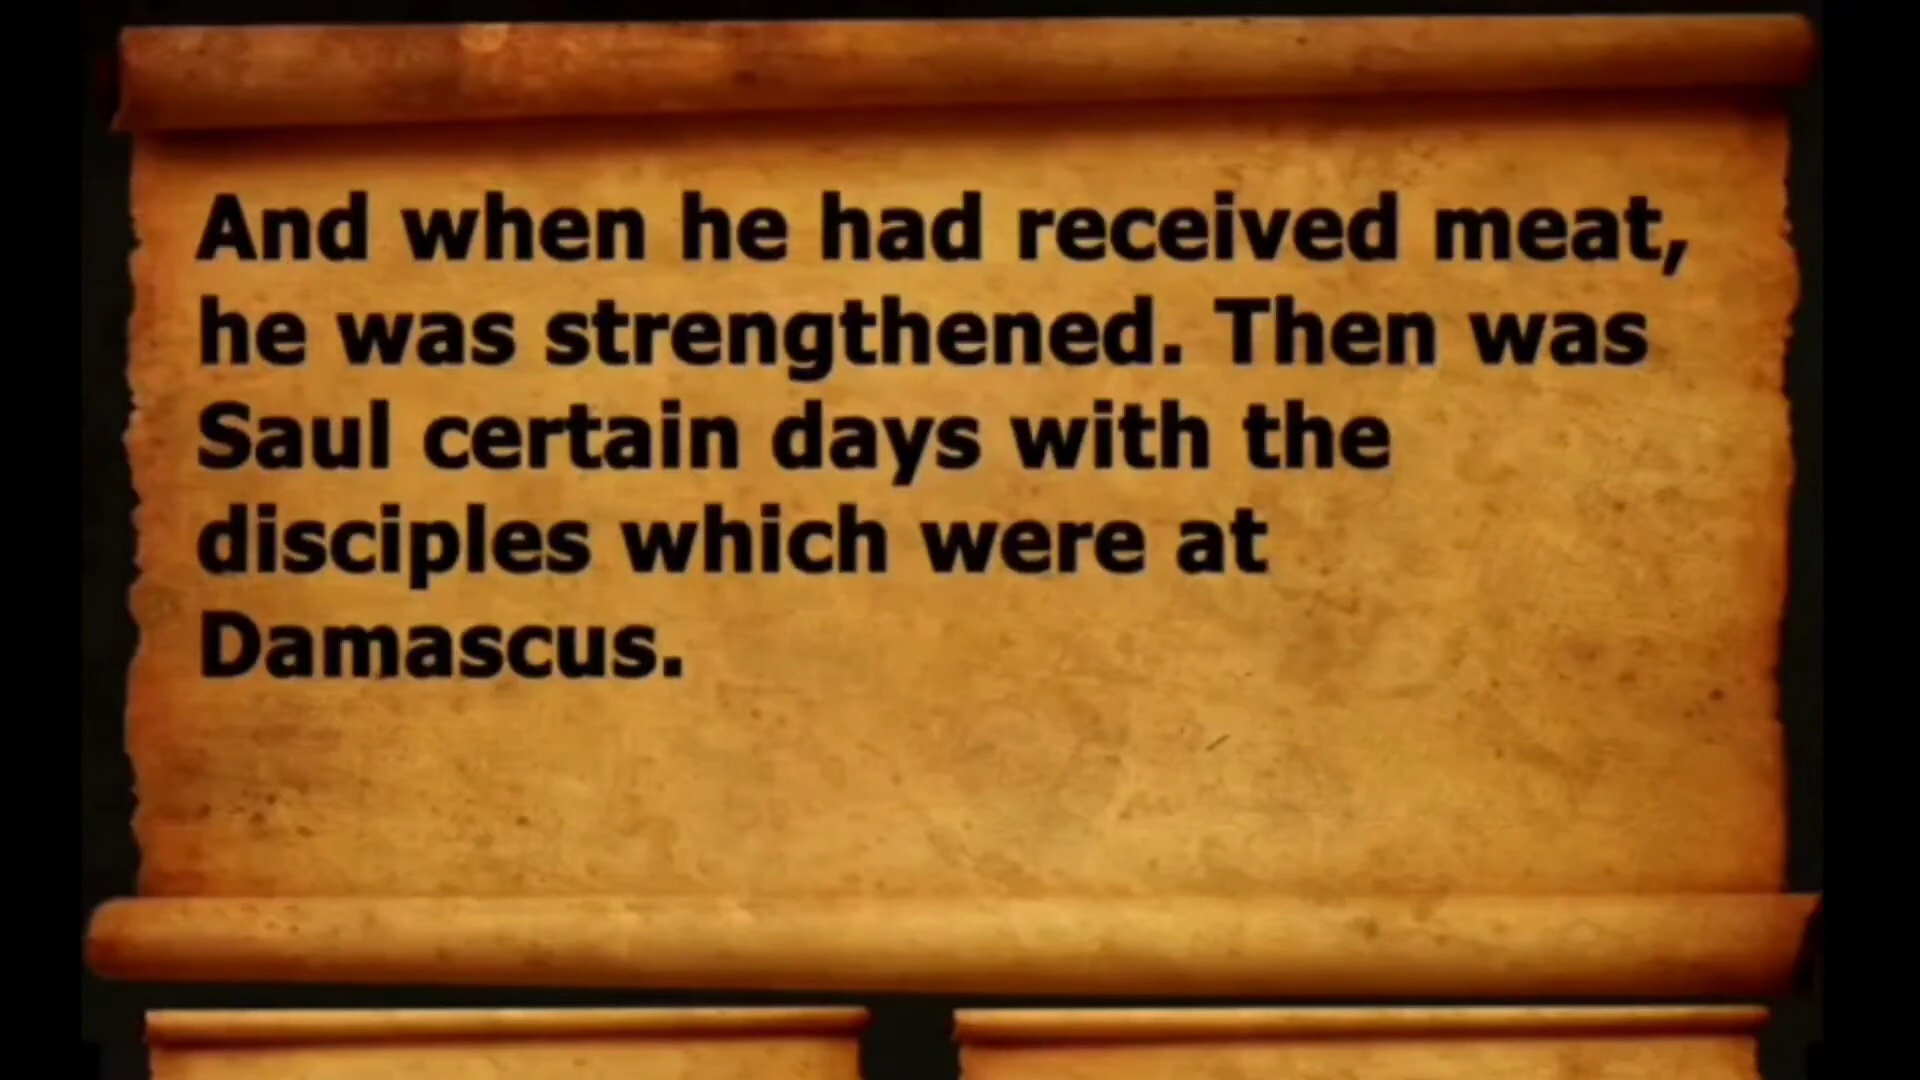 And when he had received meat,
he was strengthened. Then was
Saul certain days with the
disciples which were at
Damascus.